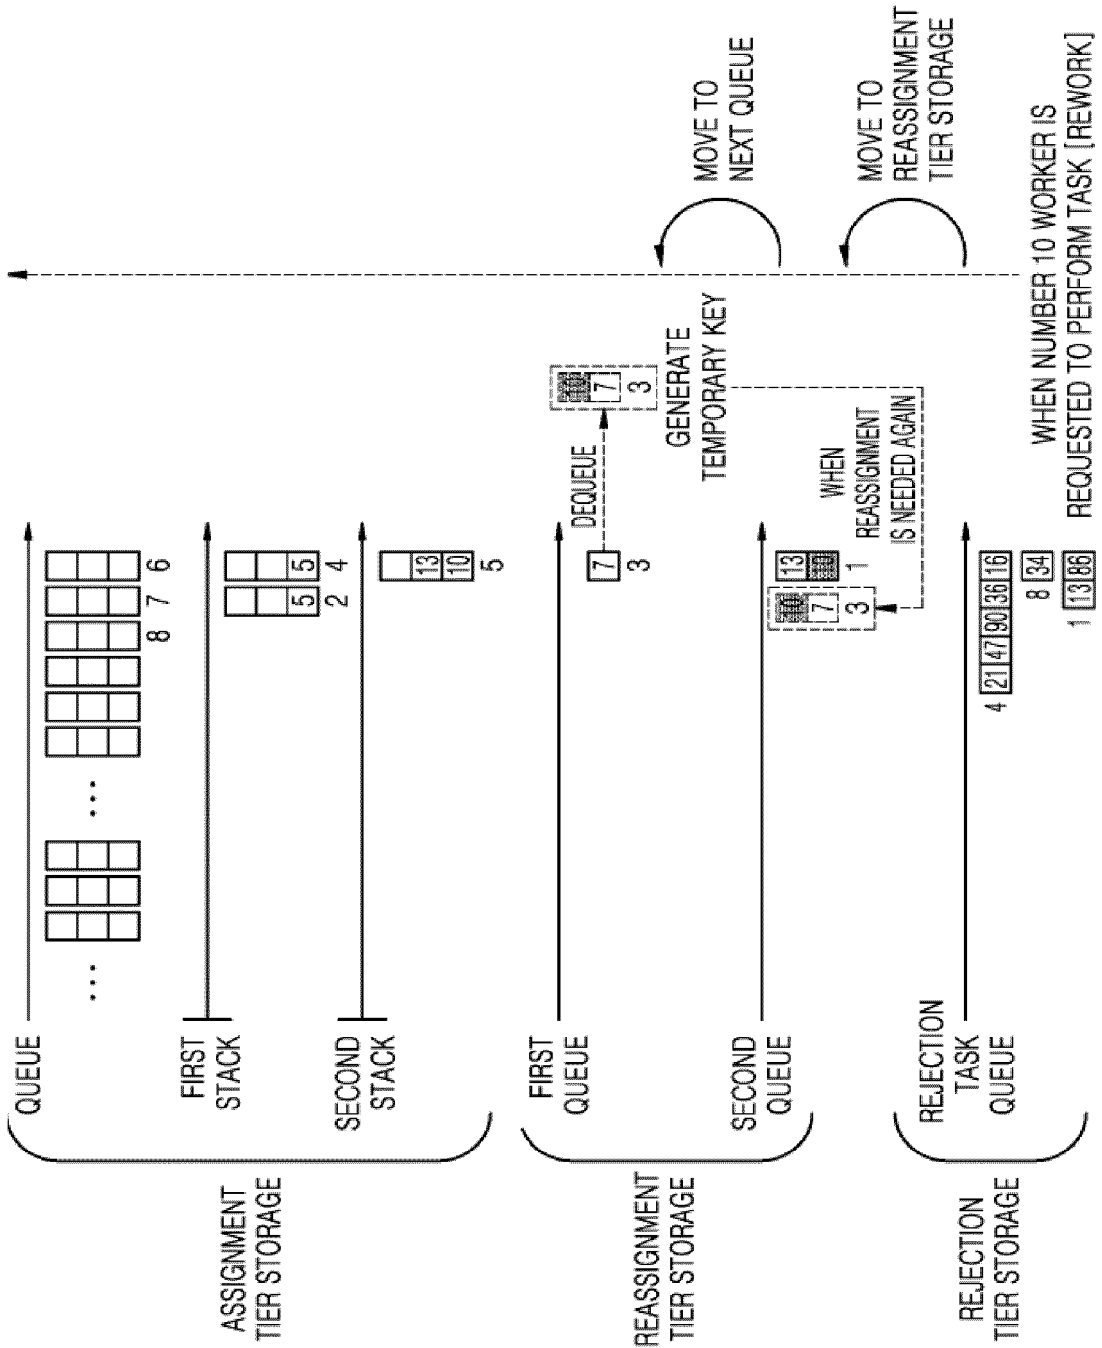 ASSIGNMENT
TIER STORAGE
QUEUE
... ...
8 7 6
FIRST
STACK
5 5
2 4
SECOND
STACK
13
10
5
REASSIGNMENT
TIER STORAGE
FIRST
QUEUE
7
3
DEQUEUE
10
7
3
GENERATE
TEMPORARY KEY
SECOND
QUEUE
10 13
7 10
3 1
WHEN
REASSIGNMENT
IS NEEDED AGAIN
MOVE TO
NEXT QUEUE
REJECTION
TIER STORAGE
REJECTION
TASK
QUEUE
4 21 47 90 36 16
8 34
1 13 86
MOVE TO
REASSIGNMENT
TIER STORAGE
WHEN NUMBER 10 WORKER IS
REQUESTED TO PERFORM TASK [REWORK]